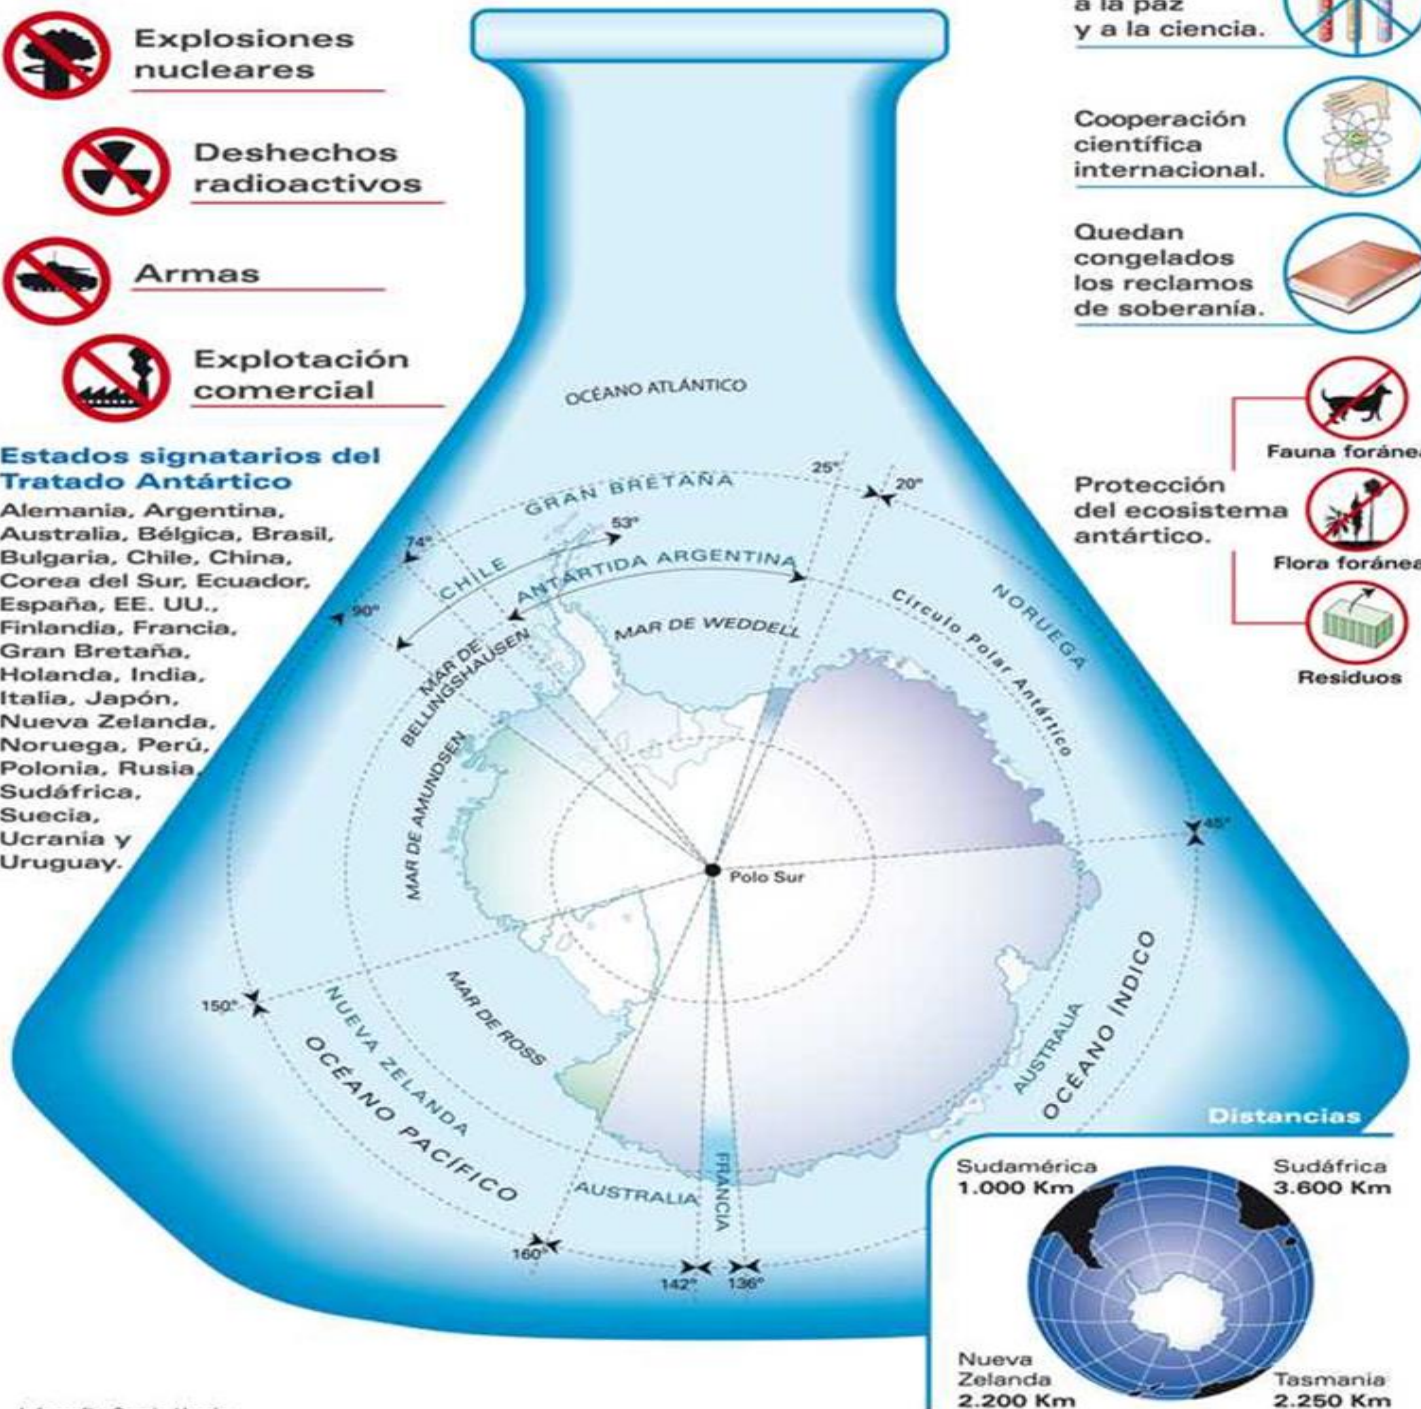 Explosiones
nucleares
Deshechos
radioactivos
Armas
Explotación
comercial
Estados signatarios del
Tratado Antártico
Alemania, Argentina,
Australia, Bélgica, Brasil,
Bulgaria, Chile, China,
Corea del Sur, Ecuador,
España, EE. UU.,
Finlandia, Francia,
Gran Bretaña,
Holanda, India,
Italia, Japón,
Nueva Zelanda,
Noruega, Perú,
Polonia, Rusia,
Sudáfrica,
Suecia,
Ucrania y
Uruguay.
a la paz
y a la ciencia.
Cooperación
científica
internacional.
Quedan
congelados
los reclamos
de soberanía.
Fauna foránea
Protección
del ecosistema
antártico.
Flora foránea
Residuos
OCÉANO ATLÁNTICO
25°
20°
GRAN BRETAÑA
53°
74°
CHILE
ANTÁRTIDA ARGENTINA
90°
MAR DE WEDDELL
Círculo Polar Antártico
NORUEGA
MAR DE
BELLINGSHAUSEN
MAR DE AMUNDSEN
45°
Polo Sur
150°
MAR DE ROSS
NUEVA ZELANDA
OCÉANO PACÍFICO
AUSTRALIA
OCÉANO ÍNDICO
AUSTRALIA
FRANCIA
160°
142°
136°
Distancias
Sudamérica
1.000 Km
Sudáfrica
3.600 Km
Nueva
Zelanda
2.200 Km
Tasmania
2.250 Km